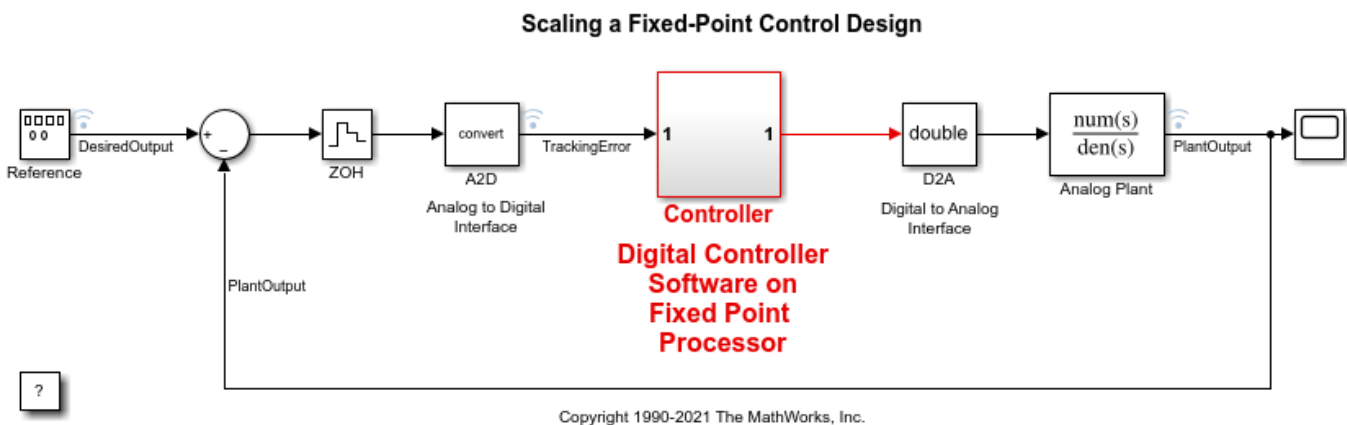 Scaling a Fixed-Point Control Design
DesiredOutput
Reference
+
−
ZOH
convert
A2D
Analog to Digital
Interface
TrackingError
1
1
Controller
Digital Controller
Software on
Fixed Point
Processor
double
D2A
Digital to Analog
Interface
num(s)
den(s)
Analog Plant
PlantOutput
PlantOutput
?
Copyright 1990-2021 The MathWorks, Inc.